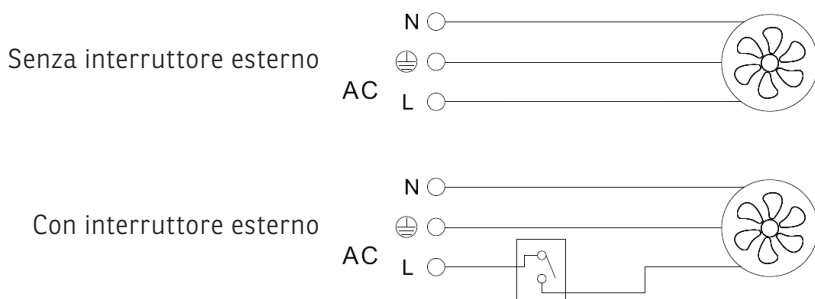 N
Senza interruttore esterno
AC
L
N
Con interruttore esterno
AC
L